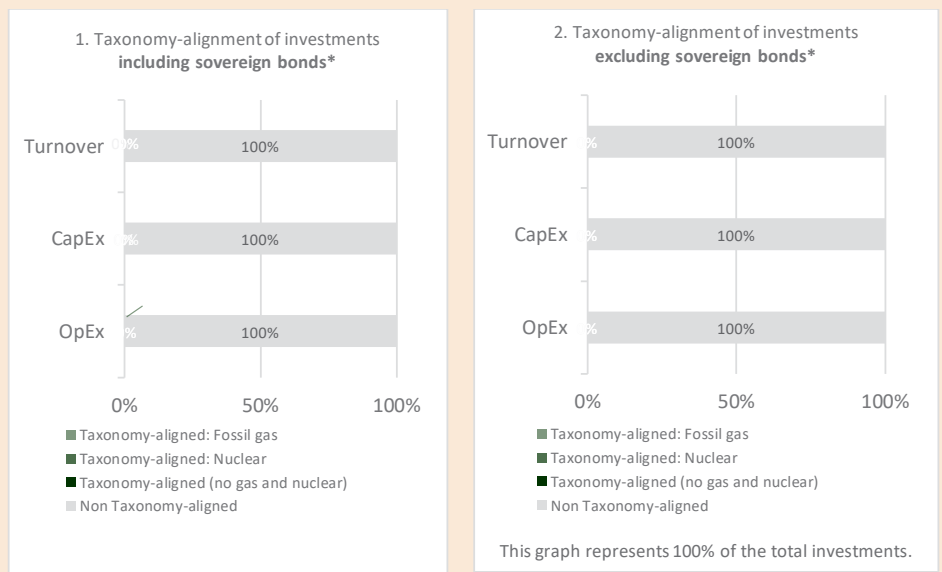 1. Taxonomy-alignment of investments
including sovereign bonds*
Turnover 0% 100%
CapEx 0% 100%
OpEx 0% 100%
0% 50% 100%
Taxonomy-aligned: Fossil gas
Taxonomy-aligned: Nuclear
Taxonomy-aligned (no gas and nuclear)
Non Taxonomy-aligned
2. Taxonomy-alignment of investments
excluding sovereign bonds*
Turnover 100%
CapEx 100%
OpEx 100%
0% 50% 100%
Taxonomy-aligned: Fossil gas
Taxonomy-aligned: Nuclear
Taxonomy-aligned (no gas and nuclear)
Non Taxonomy-aligned
This graph represents 100% of the total investments.